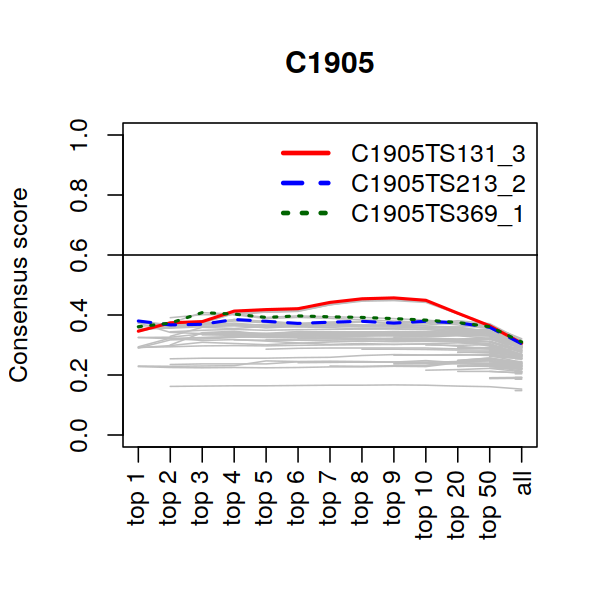 C1905
Consensus score
1.0
0.8
0.6
0.4
0.2
0.0
C1905TS131_3
C1905TS213_2
C1905TS369_1
top 1
top 2
top 3
top 4
top 5
top 6
top 7
top 8
top 9
top 10
top 20
top 50
all